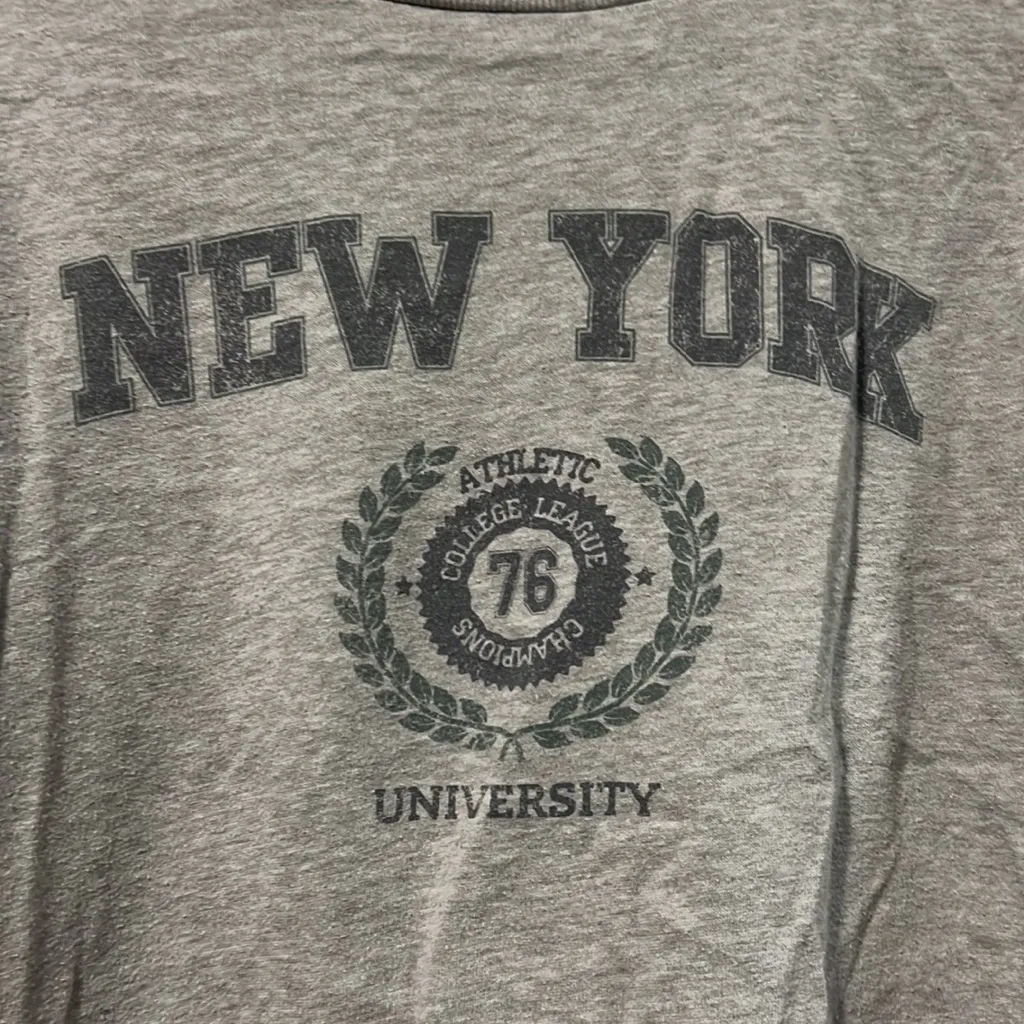 NEW YORK
ATHLETIC
COLLEGE LEAGUE
76
CHAMPIONS
UNIVERSITY